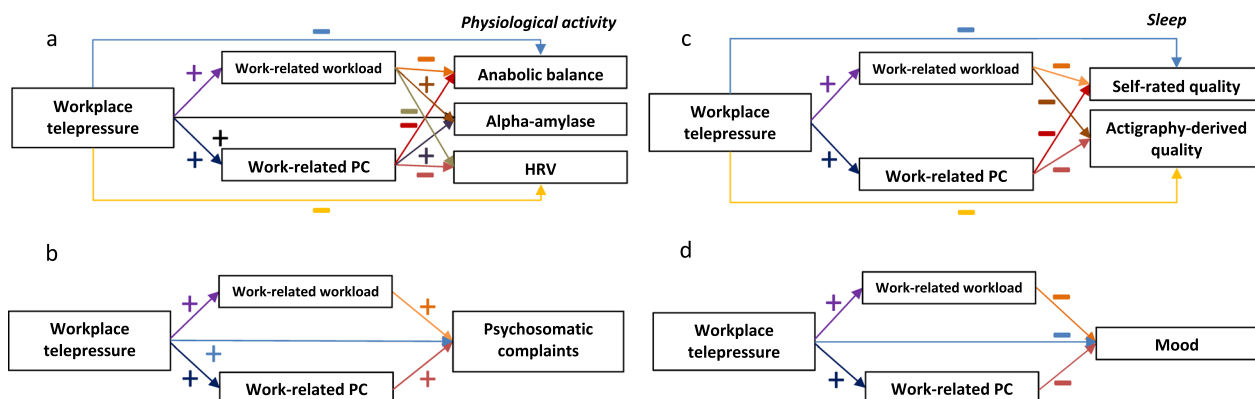 a
Physiological activity
Work-related workload
Anabolic balance
Workplace
telepressure
Alpha-amylase
Work-related PC
HRV
c
Sleep
Work-related workload
Self-rated quality
Workplace
telepressure
Actigraphy-derived
quality
Work-related PC
b
Work-related workload
Workplace
telepressure
Psychosomatic
complaints
Work-related PC
d
Work-related workload
Workplace
telepressure
Mood
Work-related PC